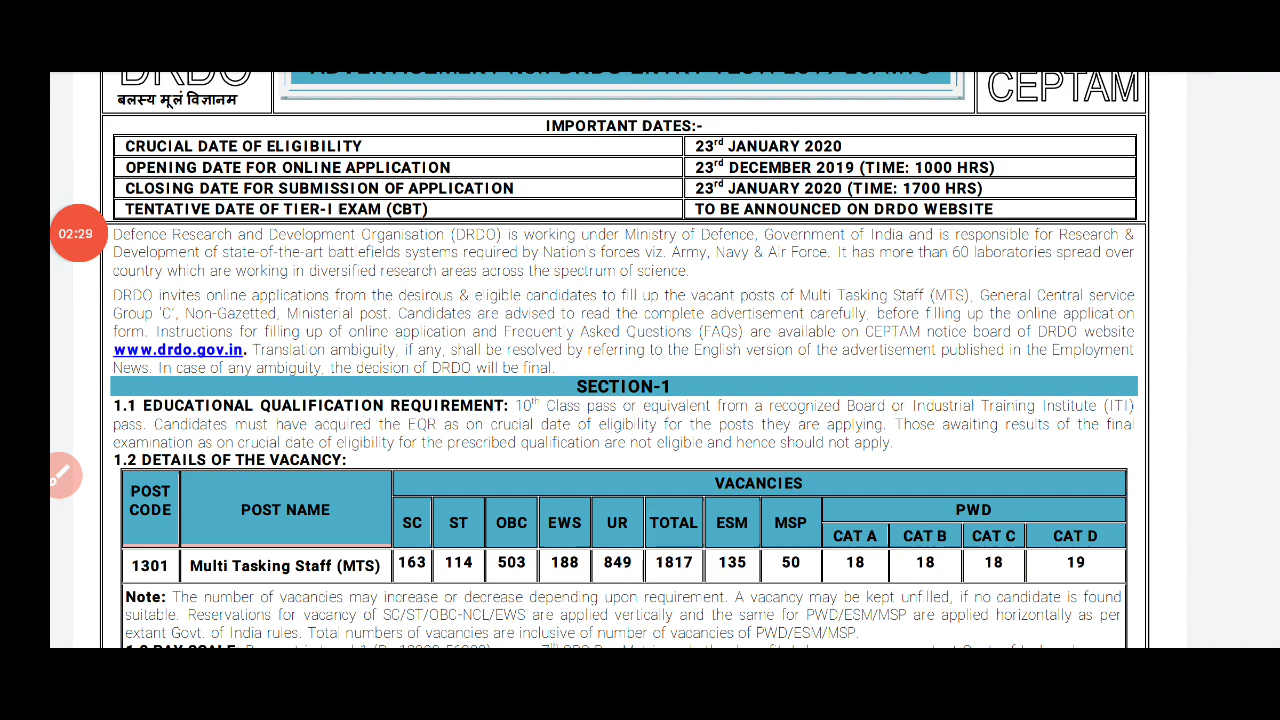 DRDO
बलस्य मूलं विज्ञानम
CEPTAM
IMPORTANT DATES:-
CRUCIAL DATE OF ELIGIBILITY 23rd JANUARY 2020
OPENING DATE FOR ONLINE APPLICATION 23rd DECEMBER 2019 (TIME: 1000 HRS)
CLOSING DATE FOR SUBMISSION OF APPLICATION 23rd JANUARY 2020 (TIME: 1700 HRS)
TENTATIVE DATE OF TIER-I EXAM (CBT) TO BE ANNOUNCED ON DRDO WEBSITE
02:29
Defence Research and Development Organisation (DRDO) is working under Ministry of Defence, Government of India and is responsible for Research &
Development of state-of-the-art battlefields systems required by Nation's forces viz. Army, Navy & Air Force. It has more than 60 laboratories spread over
country which are working in diversified research areas across the spectrum of science.
DRDO invites online applications from the desirous & eligible candidates to fill up the vacant posts of Multi Tasking Staff (MTS), General Central service
Group 'C', Non-Gazetted, Ministerial post. Candidates are advised to read the complete advertisement carefully, before filling up the online application
form. Instructions for filling up of online application and Frequently Asked Questions (FAQs) are available on CEPTAM notice board of DRDO website
www.drdo.gov.in. Translation ambiguity, if any, shall be resolved by referring to the English version of the advertisement published in the Employment
News. In case of any ambiguity, the decision of DRDO will be final.
SECTION-1
1.1 EDUCATIONAL QUALIFICATION REQUIREMENT: 10th Class pass or equivalent from a recognized Board or Industrial Training Institute (ITI)
pass. Candidates must have acquired the EQR as on crucial date of eligibility for the posts they are applying. Those awaiting results of the final
examination as on crucial date of eligibility for the prescribed qualification are not eligible and hence should not apply.
1.2 DETAILS OF THE VACANCY:
POST CODE POST NAME VACANCIES
SC ST OBC EWS UR TOTAL ESM MSP PWD
CAT A CAT B CAT C CAT D
1301 Multi Tasking Staff (MTS) 163 114 503 188 849 1817 135 50 18 18 18 19
Note: The number of vacancies may increase or decrease depending upon requirement. A vacancy may be kept unfilled, if no candidate is found
suitable. Reservations for vacancy of SC/ST/OBC-NCL/EWS are applied vertically and the same for PWD/ESM/MSP are applied horizontally as per
extant Govt. of India rules. Total numbers of vacancies are inclusive of number of vacancies of PWD/ESM/MSP.